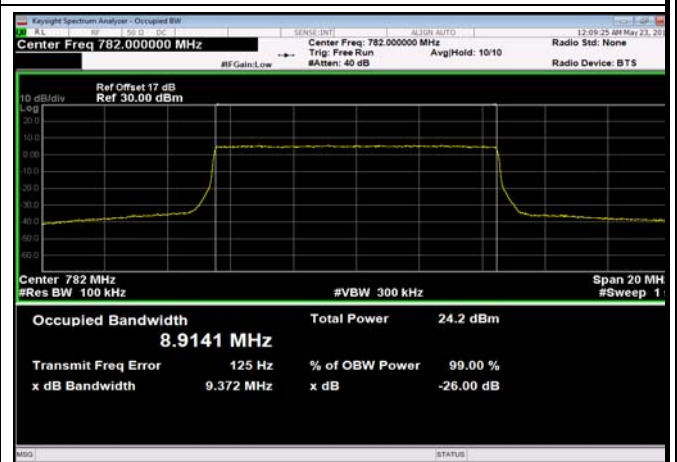 Keysight Spectrum Analyzer - Occupied BW
RL RF 50 Ω DC SENSE:INT ALIGN AUTO 12:09:25 AM May 23, 20
Center Freq 782.000000 MHz Center Freq: 782.000000 MHz Radio Std: None
Trig: Free Run Avg|Hold: 10/10
#IFGain:Low #Atten: 40 dB Radio Device: BTS
Ref Offset 17 dB
10 dB/div Ref 30.00 dBm
Log
20.0
10.0
0.00
-10.0
-20.0
-30.0
-40.0
-50.0
-60.0
Center 782 MHz Span 20 MH
#Res BW 100 kHz #VBW 300 kHz #Sweep 1 s
Occupied Bandwidth Total Power 24.2 dBm
8.9141 MHz
Transmit Freq Error 125 Hz % of OBW Power 99.00 %
x dB Bandwidth 9.372 MHz x dB -26.00 dB
MSG STATUS